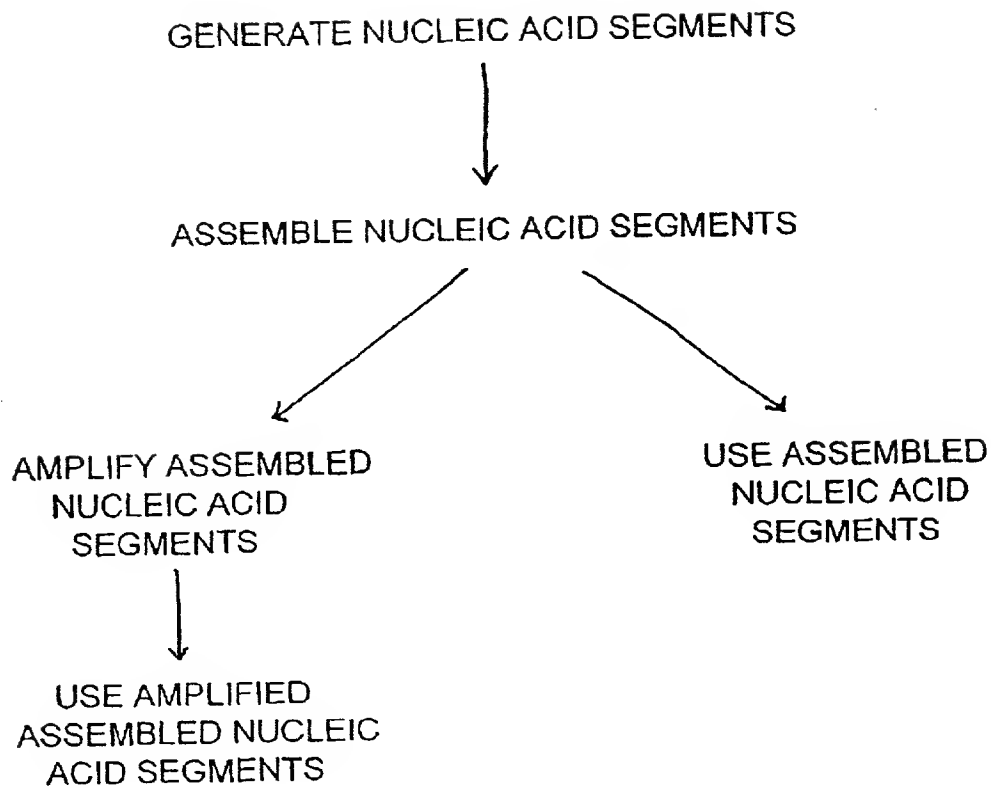 GENERATE NUCLEIC ACID SEGMENTS
ASSEMBLE NUCLEIC ACID SEGMENTS
AMPLIFY ASSEMBLED
NUCLEIC ACID
SEGMENTS
USE ASSEMBLED
NUCLEIC ACID
SEGMENTS
USE AMPLIFIED
ASSEMBLED NUCLEIC
ACID SEGMENTS